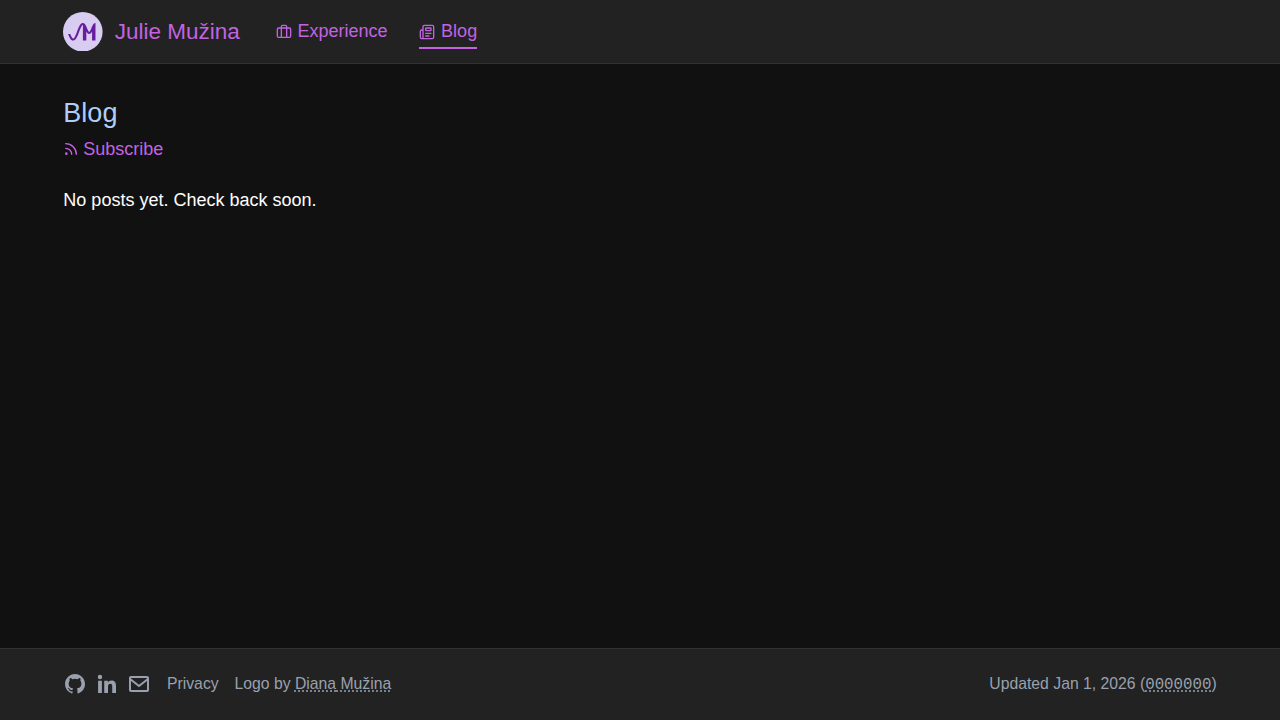 Julie Mužina
Experience
Blog
Blog
Subscribe
No posts yet. Check back soon.
Privacy
Logo by Diana Mužina
Updated Jan 1, 2026 (0000000)